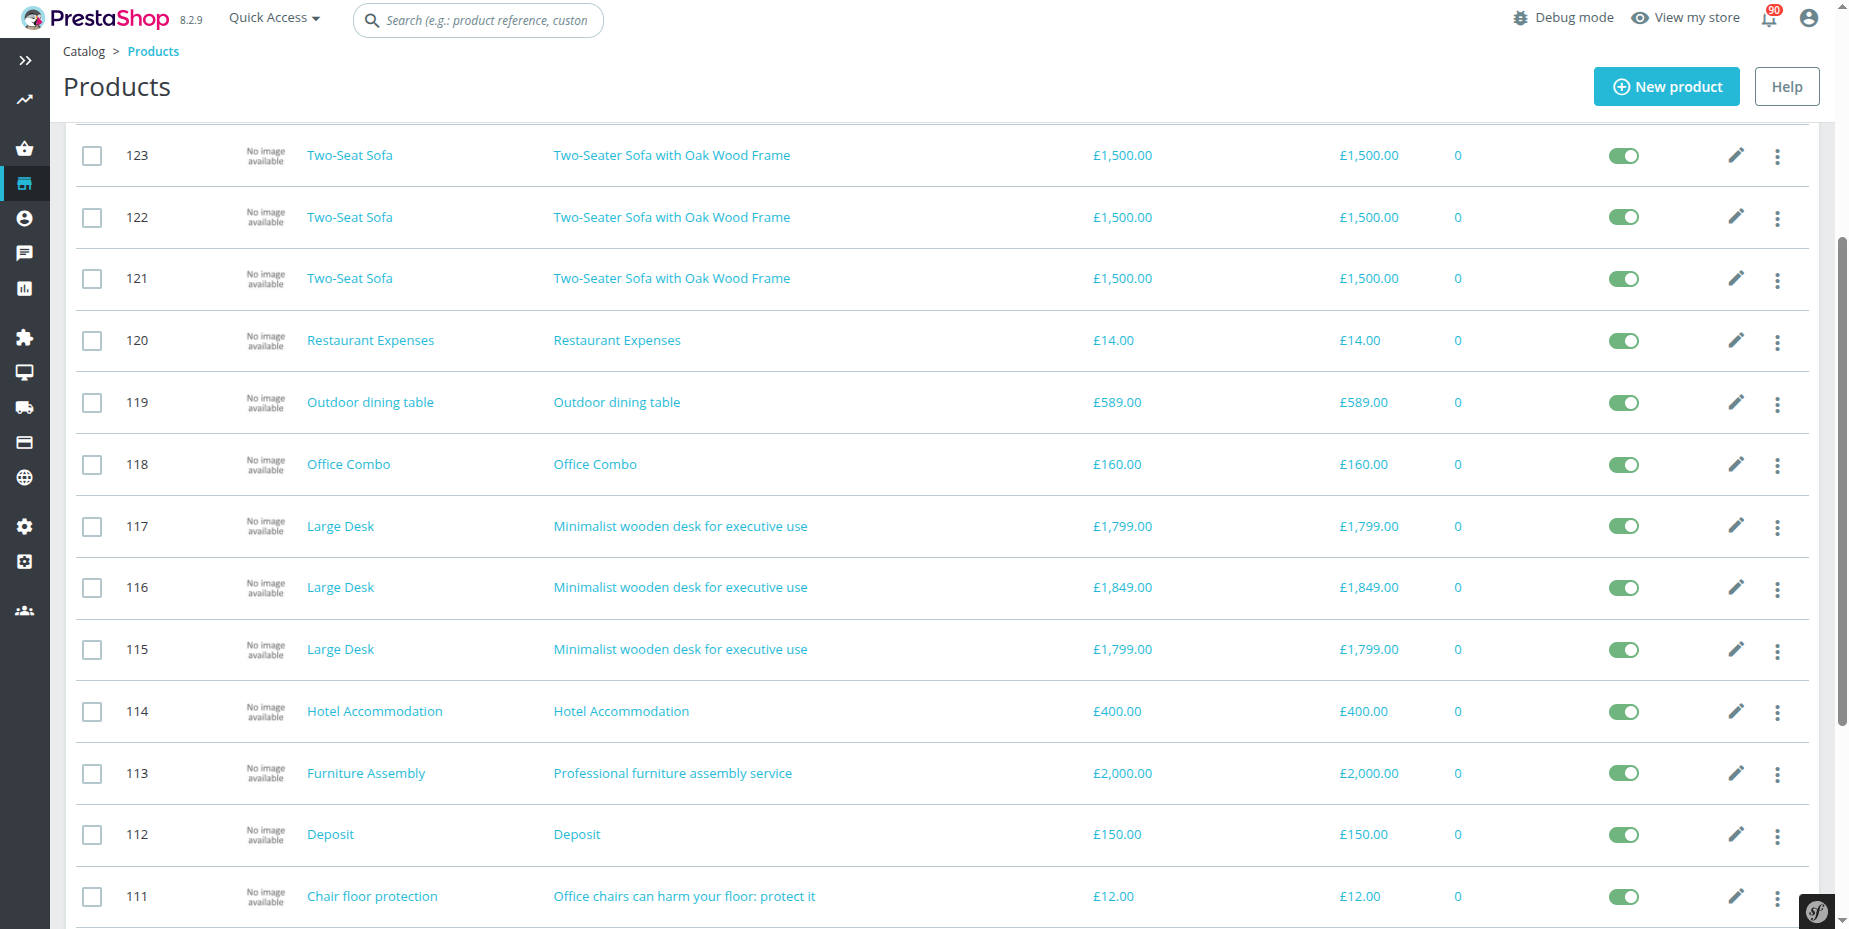 PrestaShop 8.2.9 Quick Access Search (e.g.: product reference, custon Debug mode View my store 90
Catalog > Products
Products New product Help
123 No image available Two-Seat Sofa Two-Seater Sofa with Oak Wood Frame £1,500.00 £1,500.00 0
122 No image available Two-Seat Sofa Two-Seater Sofa with Oak Wood Frame £1,500.00 £1,500.00 0
121 No image available Two-Seat Sofa Two-Seater Sofa with Oak Wood Frame £1,500.00 £1,500.00 0
120 No image available Restaurant Expenses Restaurant Expenses £14.00 £14.00 0
119 No image available Outdoor dining table Outdoor dining table £589.00 £589.00 0
118 No image available Office Combo Office Combo £160.00 £160.00 0
117 No image available Large Desk Minimalist wooden desk for executive use £1,799.00 £1,799.00 0
116 No image available Large Desk Minimalist wooden desk for executive use £1,849.00 £1,849.00 0
115 No image available Large Desk Minimalist wooden desk for executive use £1,799.00 £1,799.00 0
114 No image available Hotel Accommodation Hotel Accommodation £400.00 £400.00 0
113 No image available Furniture Assembly Professional furniture assembly service £2,000.00 £2,000.00 0
112 No image available Deposit Deposit £150.00 £150.00 0
111 No image available Chair floor protection Office chairs can harm your floor: protect it £12.00 £12.00 0
sf